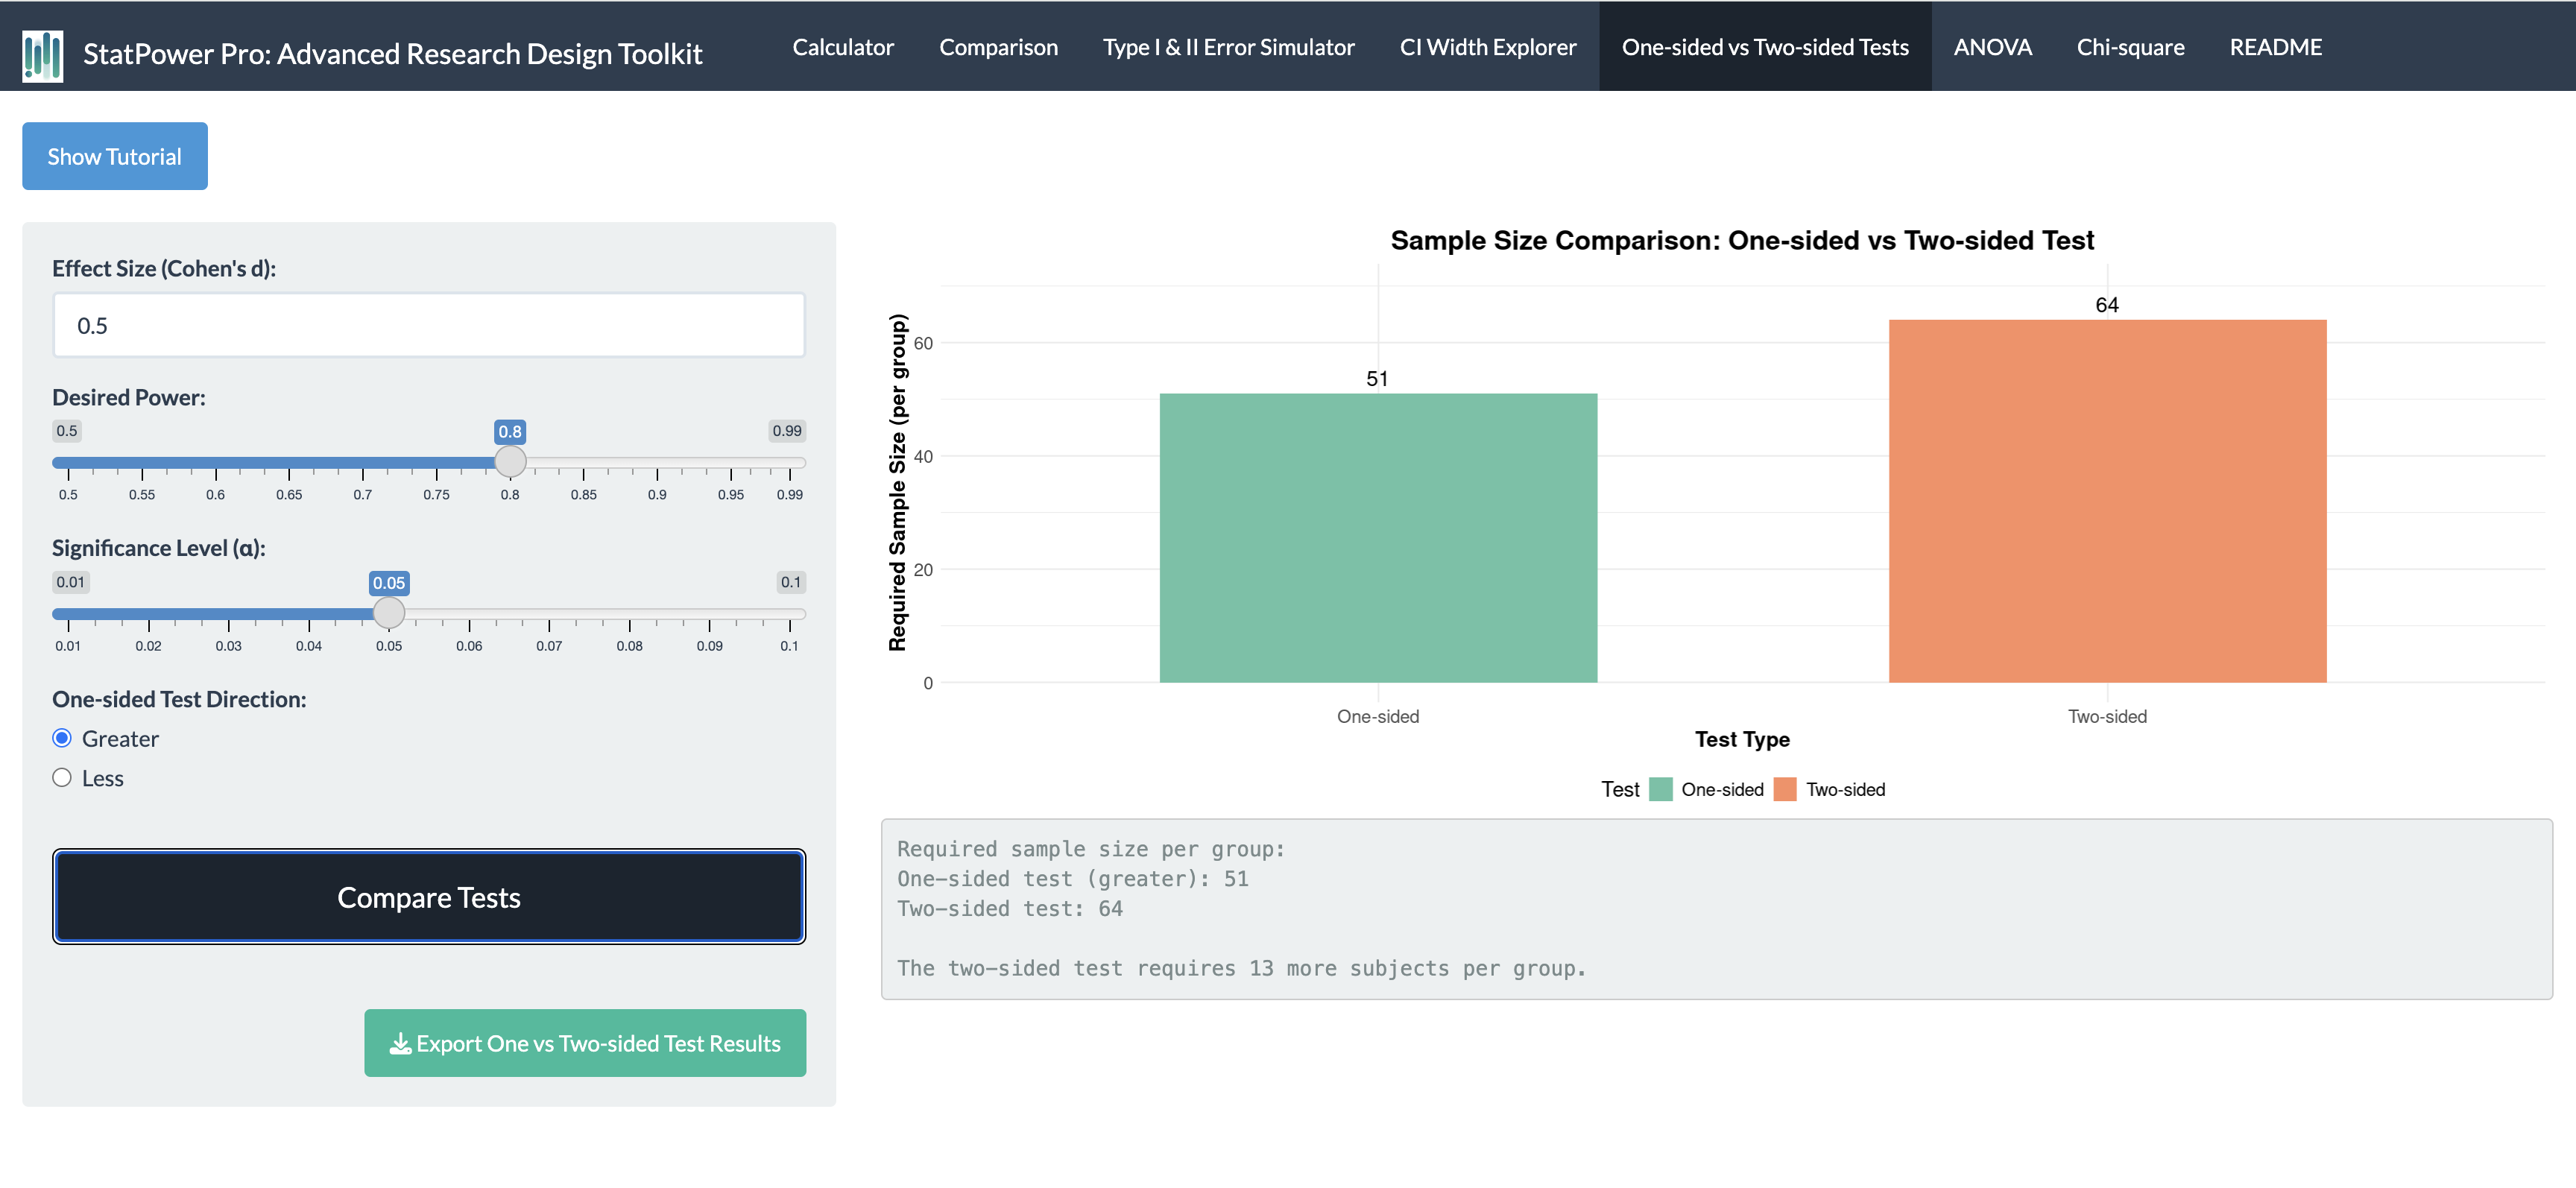 StatPower Pro: Advanced Research Design Toolkit
Calculator
Comparison
Type I & II Error Simulator
CI Width Explorer
One-sided vs Two-sided Tests
ANOVA
Chi-square
README
Show Tutorial
Effect Size (Cohen's d):
0.5
Desired Power:
0.5 0.8 0.99
0.5 0.55 0.6 0.65 0.7 0.75 0.8 0.85 0.9 0.95 0.99
Significance Level (α):
0.01 0.05 0.1
0.01 0.02 0.03 0.04 0.05 0.06 0.07 0.08 0.09 0.1
One-sided Test Direction:
Greater
Less
Compare Tests
Export One vs Two-sided Test Results
Sample Size Comparison: One-sided vs Two-sided Test
Required Sample Size (per group)
60
40
20
0
51
64
One-sided
Two-sided
Test Type
Test One-sided Two-sided
Required sample size per group:
One-sided test (greater): 51
Two-sided test: 64
The two-sided test requires 13 more subjects per group.